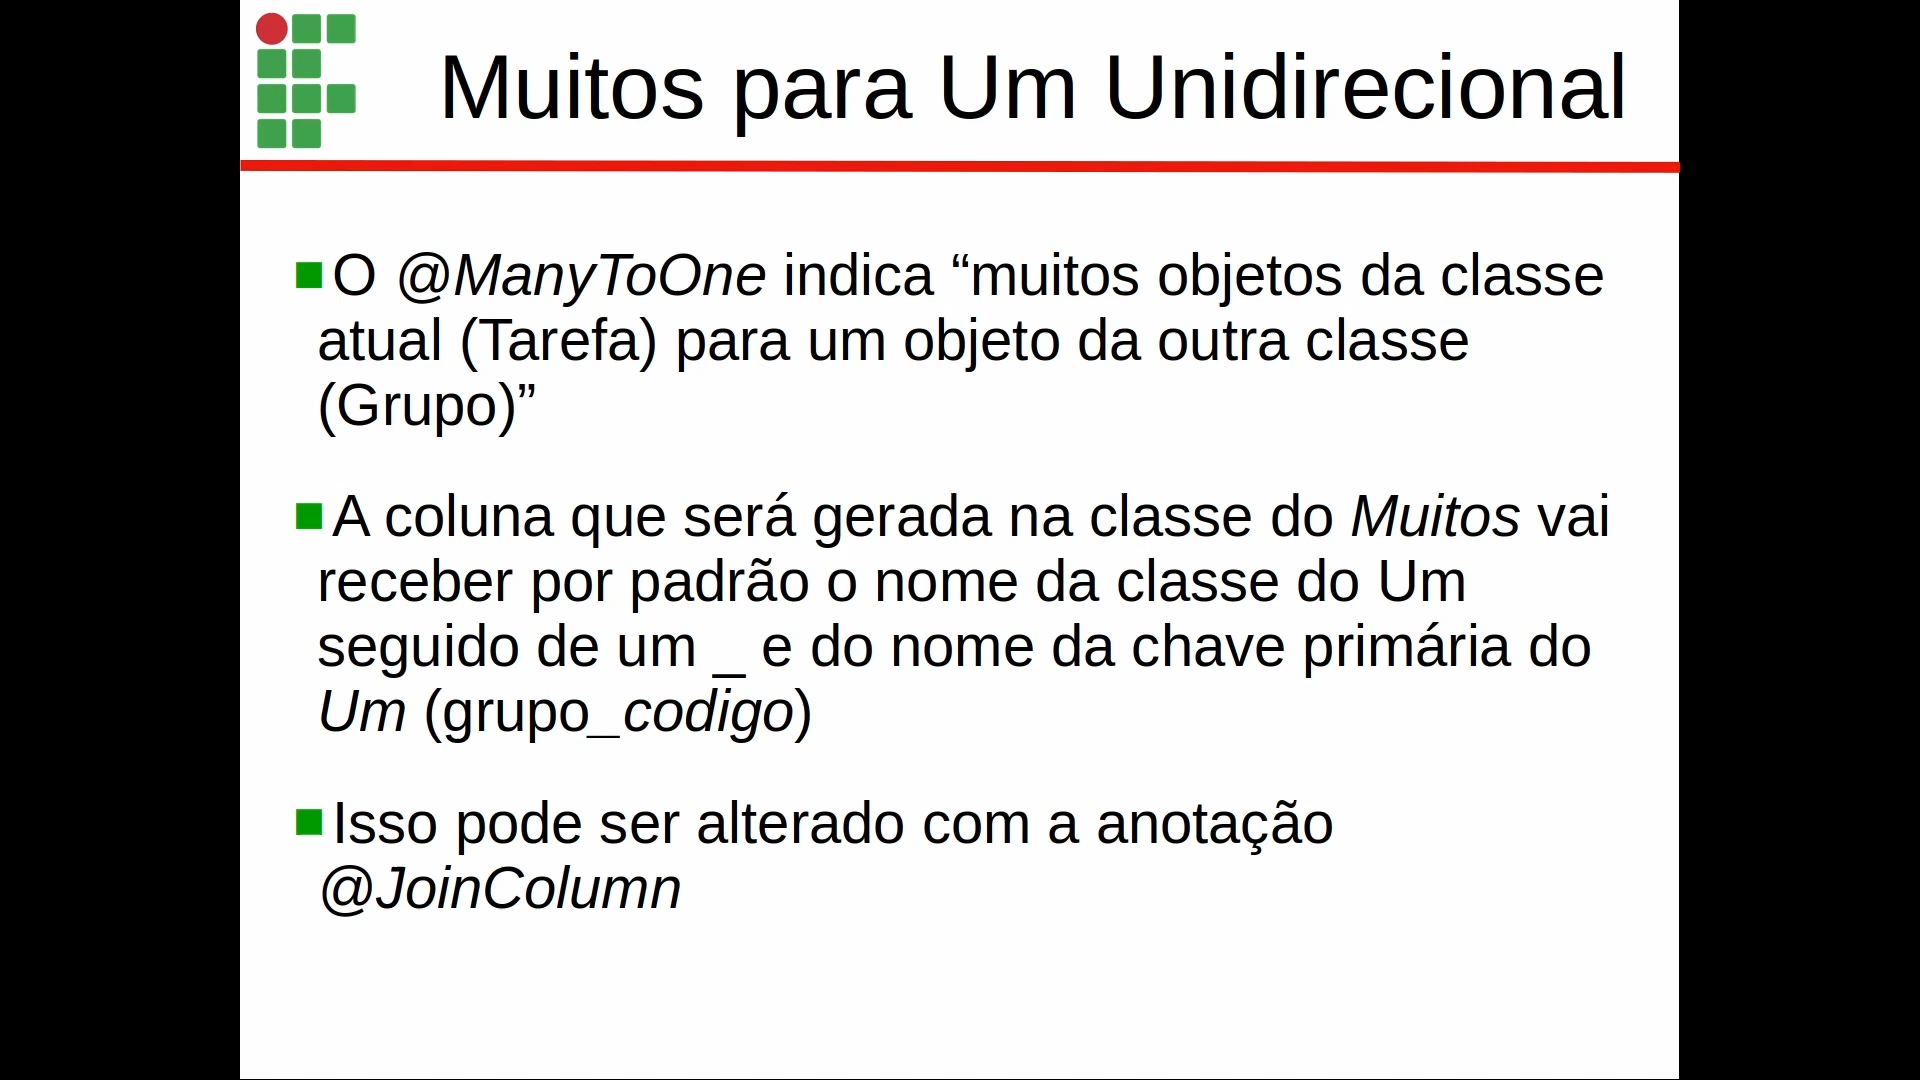 Muitos para Um Unidirecional
O @ManyToOne indica “muitos objetos da classe
atual (Tarefa) para um objeto da outra classe
(Grupo)”
A coluna que será gerada na classe do Muitos vai
receber por padrão o nome da classe do Um
seguido de um _ e do nome da chave primária do
Um (grupo_codigo)
Isso pode ser alterado com a anotação
@JoinColumn